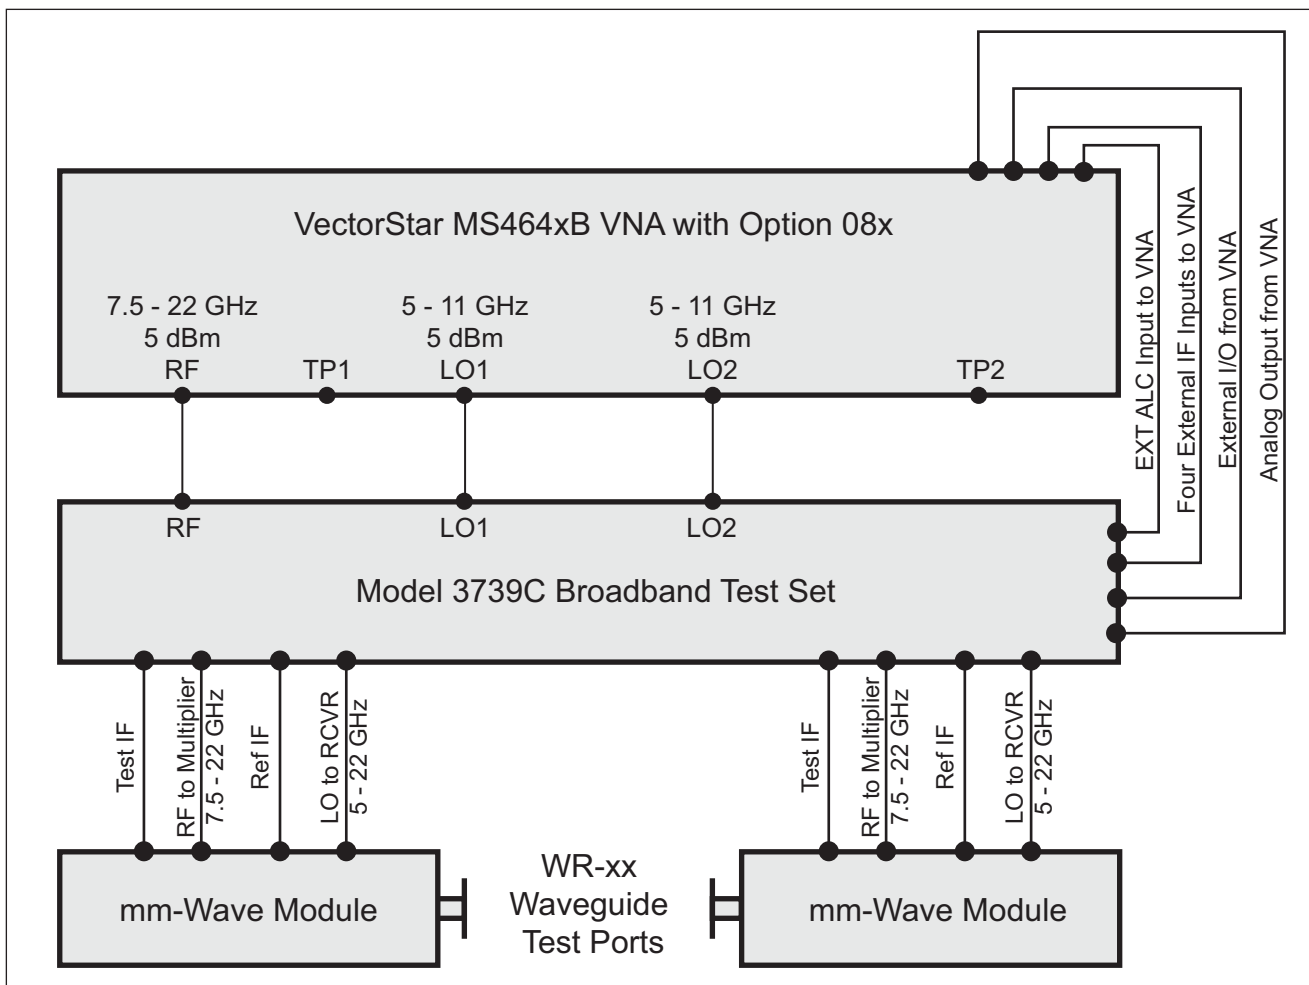 VectorStar MS464xB VNA with Option 08x
7.5 - 22 GHz
5 dBm
RF
TP1
5 - 11 GHz
5 dBm
LO1
5 - 11 GHz
5 dBm
LO2
TP2
EXT ALC Input to VNA
Four External IF Inputs to VNA
External I/O from VNA
Analog Output from VNA
RF
LO1
LO2
Model 3739C Broadband Test Set
Test IF
RF to Multiplier
7.5 - 22 GHz
Ref IF
LO to RCVR
5 - 22 GHz
Test IF
RF to Multiplier
7.5 - 22 GHz
Ref IF
LO to RCVR
5 - 22 GHz
mm-Wave Module
WR-xx
Waveguide
Test Ports
mm-Wave Module